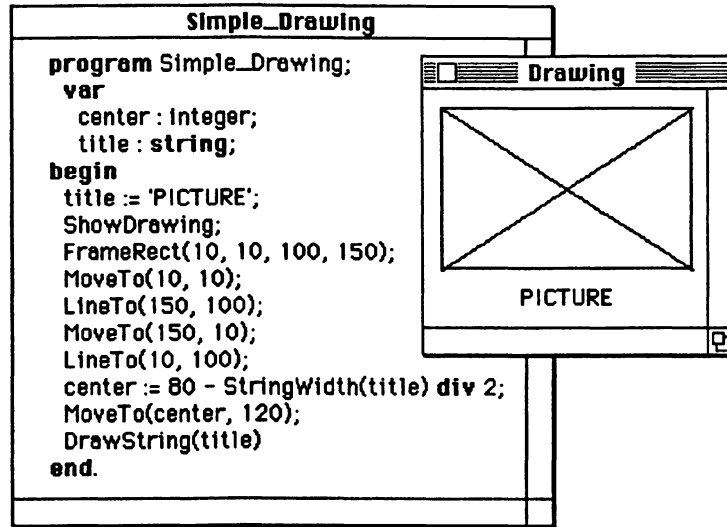 Simple_Drawing
program Simple_Drawing;
var
center : integer;
title : string;
begin
title := 'PICTURE';
ShowDrawing;
FrameRect(10, 10, 100, 150);
MoveTo(10, 10);
LineTo(150, 100);
MoveTo(150, 10);
LineTo(10, 100);
center := 80 - StringWidth(title) div 2;
MoveTo(center, 120);
DrawString(title)
end.
Drawing
PICTURE